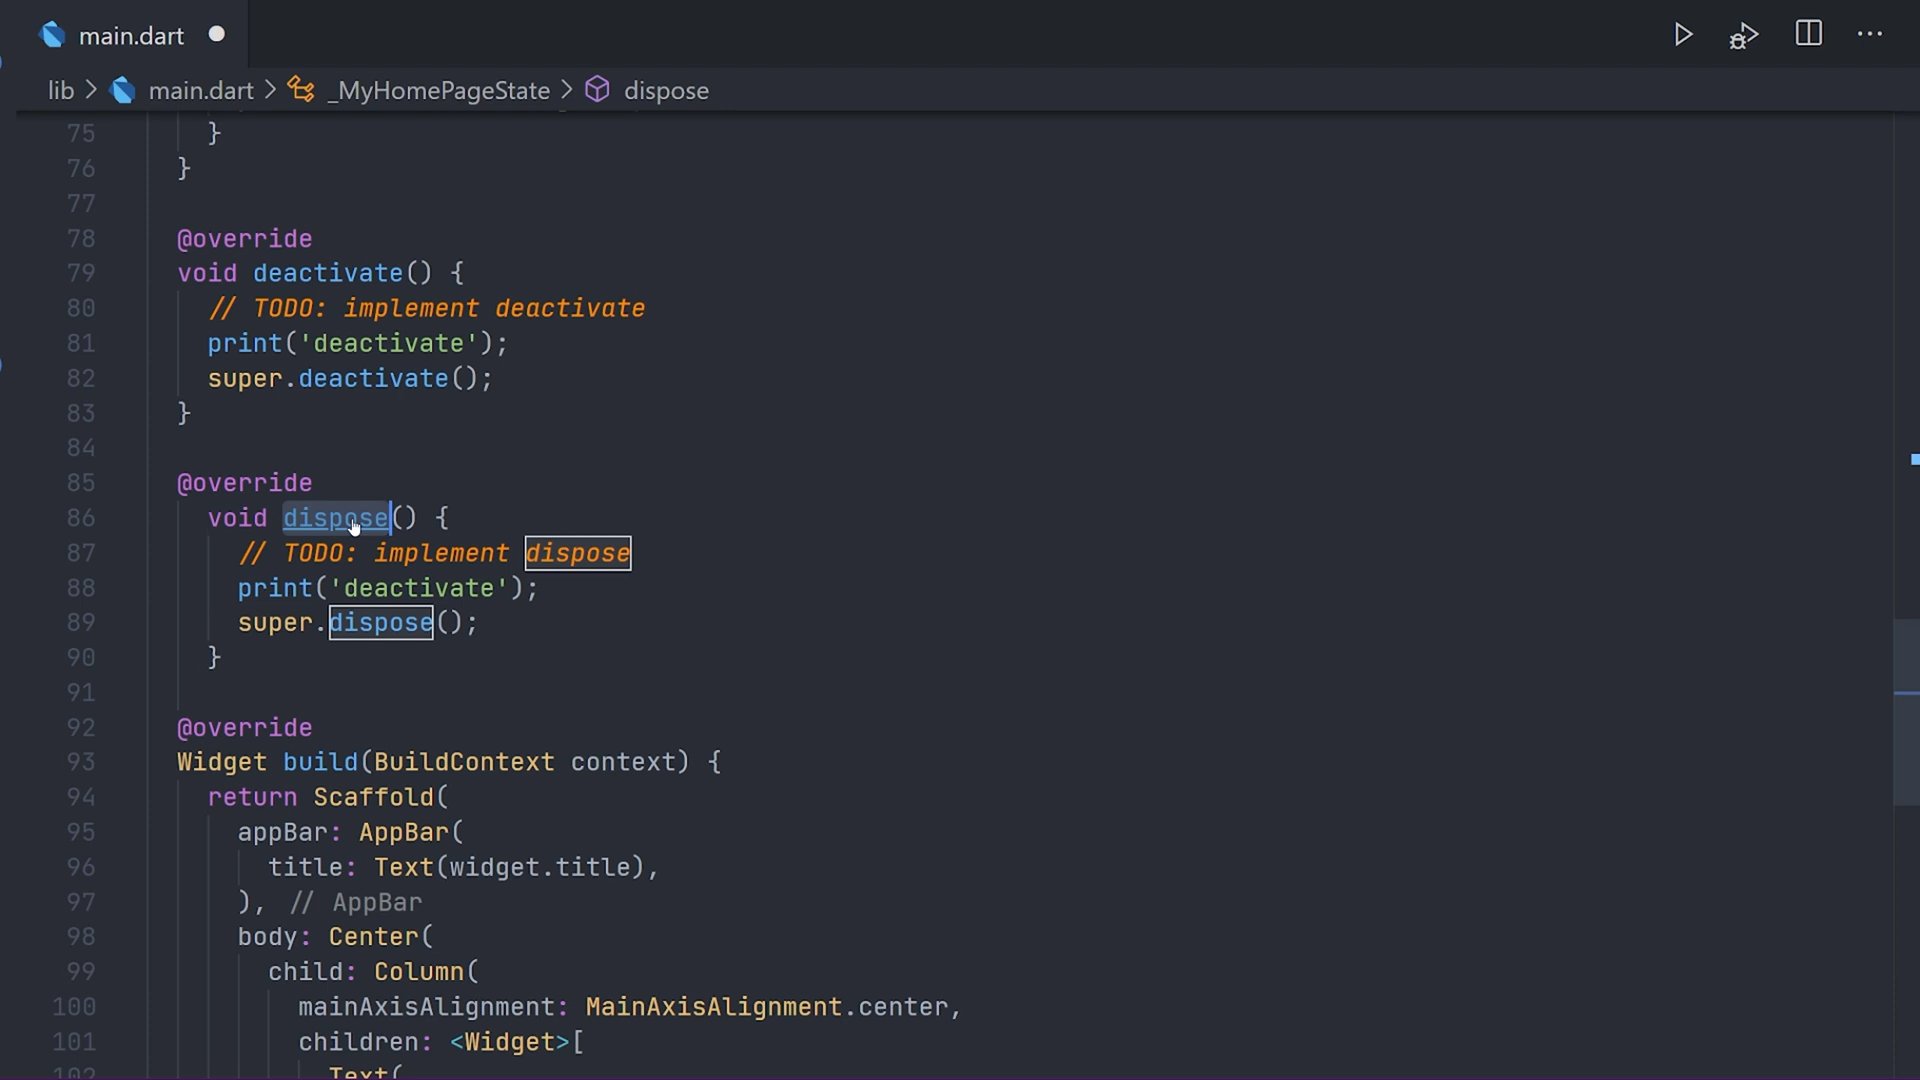 main.dart
lib > main.dart > _MyHomePageState > dispose
75 }
76 }
77
78 @override
79 void deactivate() {
80 // TODO: implement deactivate
81 print('deactivate');
82 super.deactivate();
83 }
84
85 @override
86 void dispose() {
87 // TODO: implement dispose
88 print('deactivate');
89 super.dispose();
90 }
91
92 @override
93 Widget build(BuildContext context) {
94 return Scaffold(
95 appBar: AppBar(
96 title: Text(widget.title),
97 ), // AppBar
98 body: Center(
99 child: Column(
100 mainAxisAlignment: MainAxisAlignment.center,
101 children: <Widget>[
102 Text(